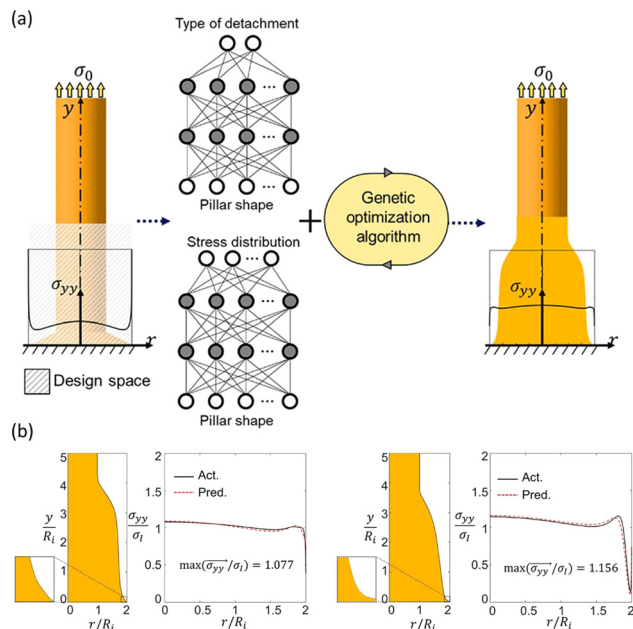 (a)
Type of detachment
σ₀
y
...
...
Pillar shape
+
Genetic
optimization
algorithm
Stress distribution
...
...
...
Pillar shape
σyy
r
Design space
σ₀
y
σyy
r
(b)
5
4
3
2
1
0
y/Ri
0 1 2
r/Ri
2
1.5
1
0.5
0
σyy/σI
Act.
Pred.
max(σyy/σI) = 1.077
0 0.5 1 1.5 2
r/Ri
5
4
3
2
1
0
y/Ri
0 1 2
r/Ri
2
1.5
1
0.5
0
σyy/σI
Act.
Pred.
max(σyy/σI) = 1.156
0 0.5 1 1.5 2
r/Ri